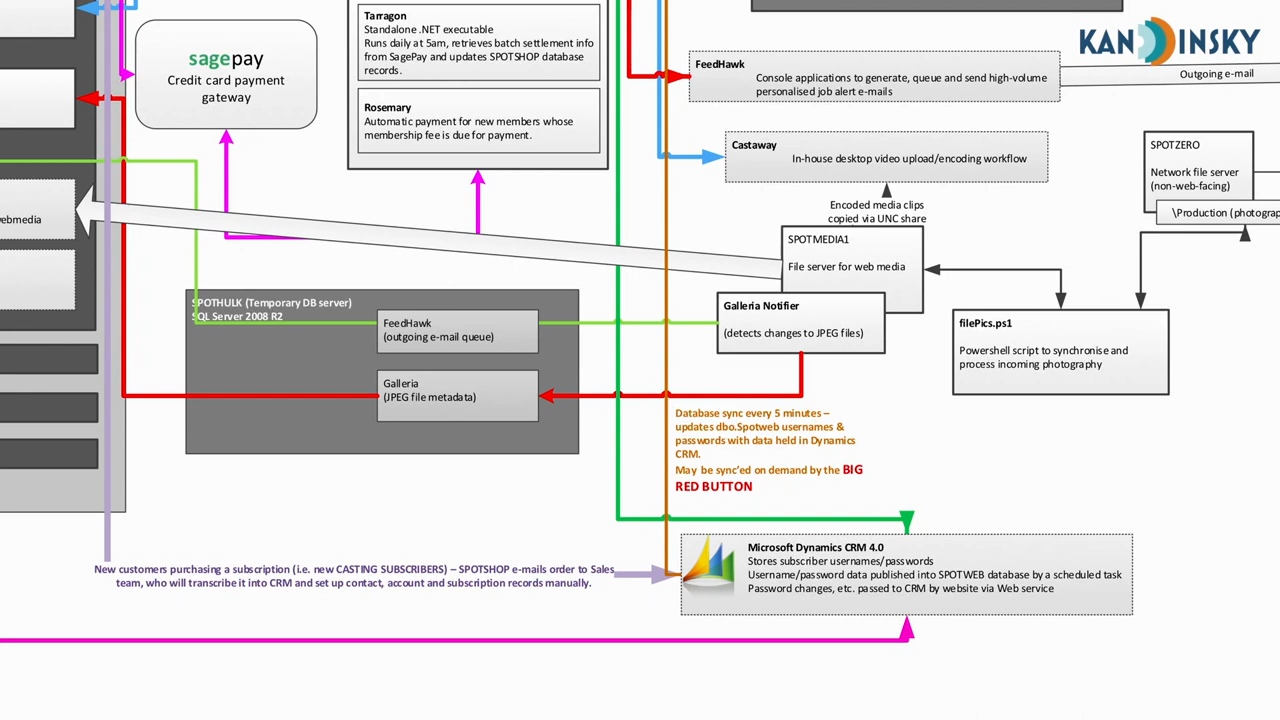 KANDINSKY
Tarragon
Standalone .NET executable
Runs daily at 5am, retrieves batch settlement info
from SagePay and updates SPOTSHOP database
records.
Rosemary
Automatic payment for new members whose
membership fee is due for payment.
sagepay
Credit card payment
gateway
FeedHawk
Console applications to generate, queue and send high-volume
personalised job alert e-mails
Outgoing e-mail
Castaway
In-house desktop video upload/encoding workflow
Encoded media clips
copied via UNC share
SPOTZERO
Network file server
(non-web-facing)
\Production (photograp
ebmedia
SPOTMEDIA1
File server for web media
Galleria Notifier
(detects changes to JPEG files)
filePics.ps1
Powershell script to synchronise and
process incoming photography
SPOTHULK (Temporary DB server)
SQL Server 2008 R2
FeedHawk
(outgoing e-mail queue)
Galleria
(JPEG file metadata)
Database sync every 5 minutes –
updates dbo.Spotweb usernames &
passwords with data held in Dynamics
CRM.
May be sync'ed on demand by the BIG
RED BUTTON
New customers purchasing a subscription (i.e. new CASTING SUBSCRIBERS) – SPOTSHOP e-mails order to Sales
team, who will transcribe it into CRM and set up contact, account and subscription records manually.
Microsoft Dynamics CRM 4.0
Stores subscriber usernames/passwords
Username/password data published into SPOTWEB database by a scheduled task
Password changes, etc. passed to CRM by website via Web service